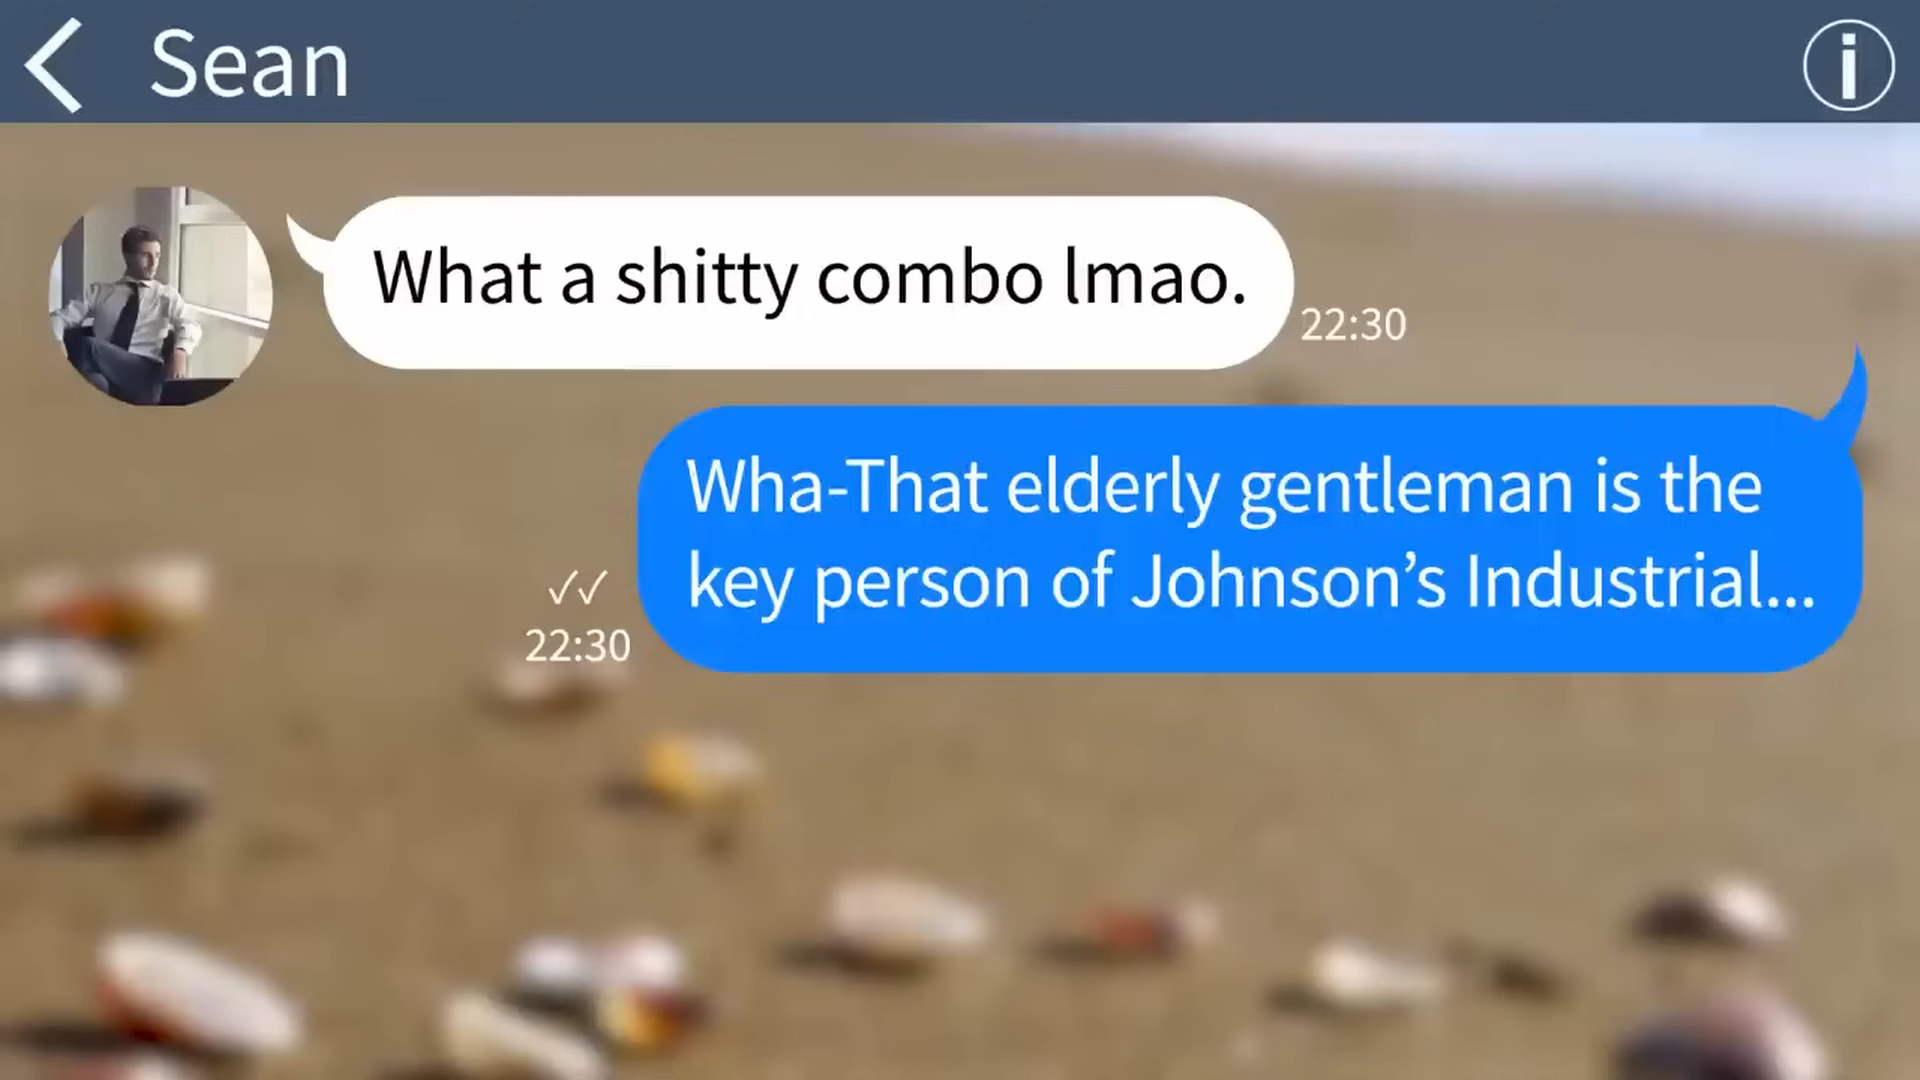 Sean
What a shitty combo lmao.
22:30
Wha-That elderly gentleman is the
key person of Johnson’s Industrial...
✓✓
22:30